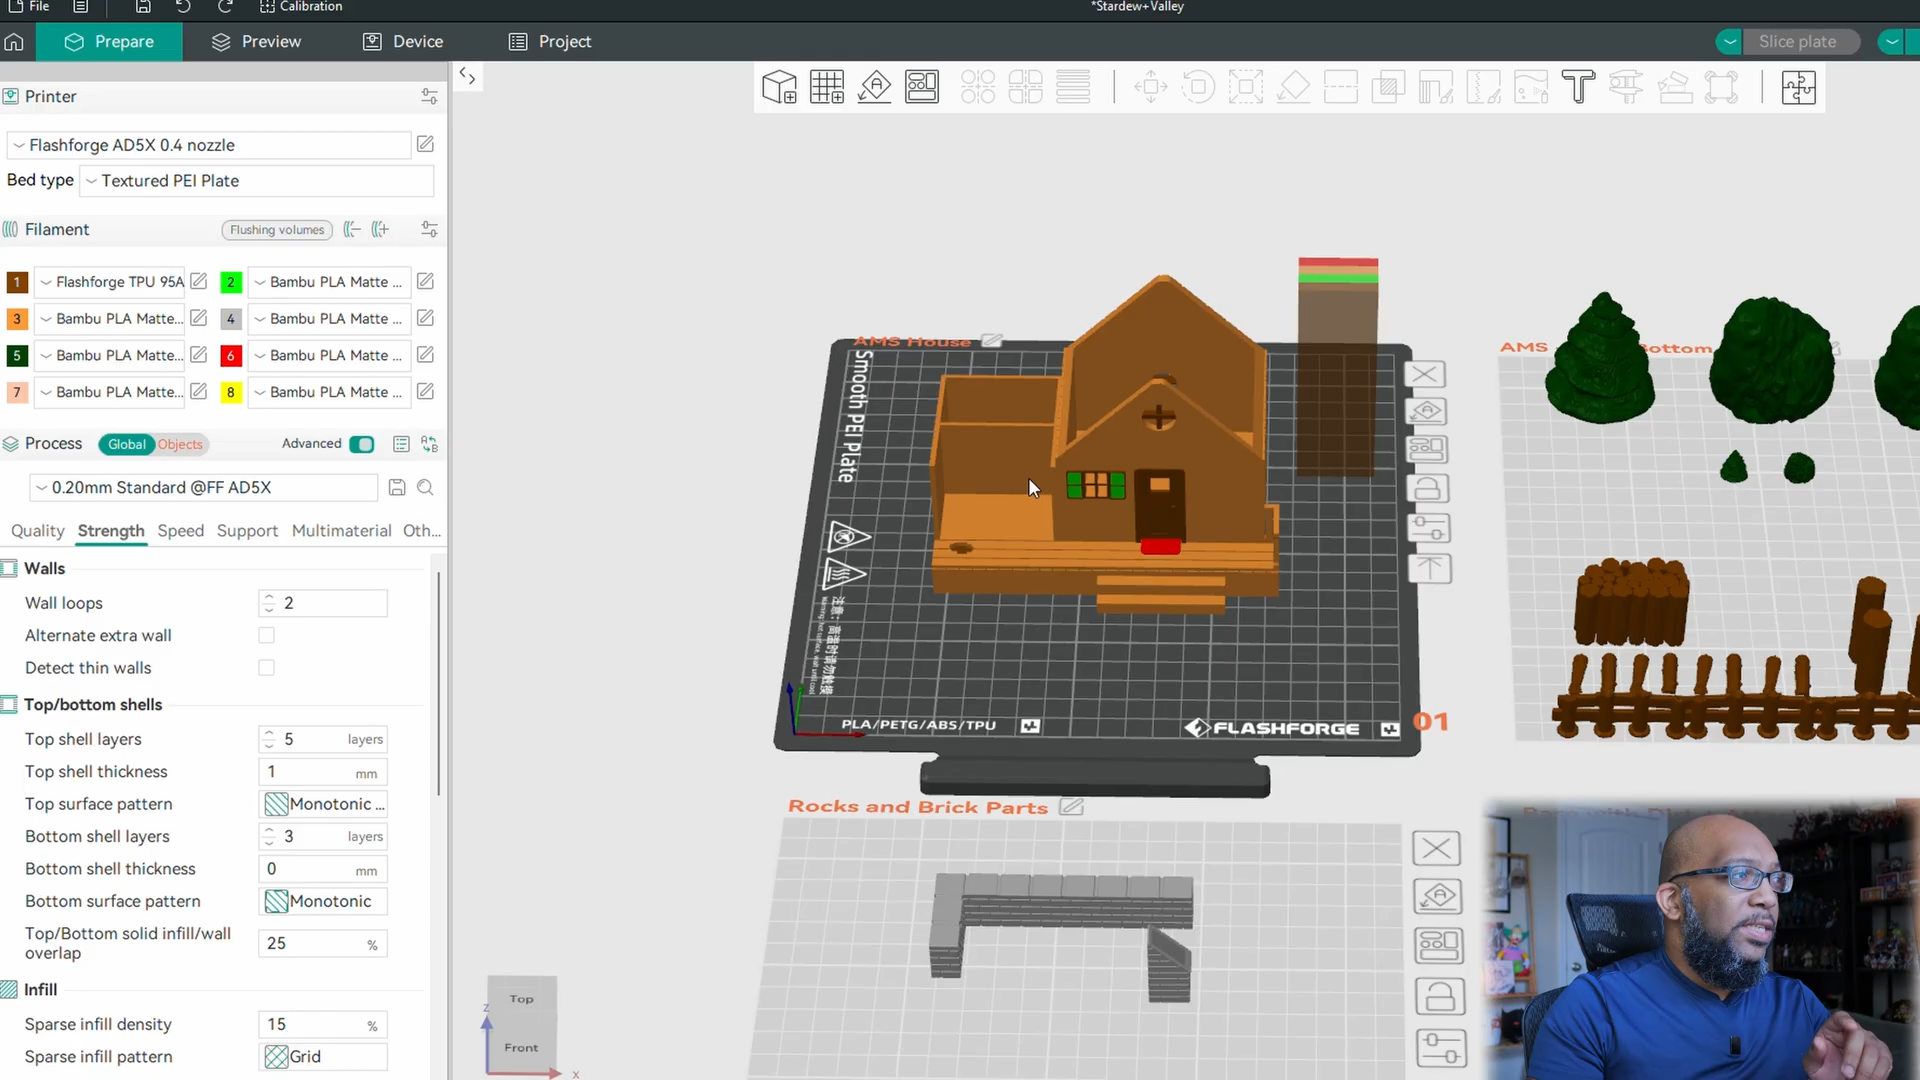 File
Calibration
*Stardew+Valley
Prepare
Preview
Device
Project
Slice plate
Printer
Flashforge AD5X 0.4 nozzle
Bed type
Textured PEI Plate
Filament
Flushing volumes
1
Flashforge TPU 95A
2
Bambu PLA Matte ...
3
Bambu PLA Matte...
4
Bambu PLA Matte ...
5
Bambu PLA Matte...
6
Bambu PLA Matte ...
7
Bambu PLA Matte...
8
Bambu PLA Matte ...
Process
Global
Objects
Advanced
0.20mm Standard @FF AD5X
Quality
Strength
Speed
Support
Multimaterial
Oth...
Walls
Wall loops
2
Alternate extra wall
Detect thin walls
Top/bottom shells
Top shell layers
5
layers
Top shell thickness
1
mm
Top surface pattern
Monotonic ...
Bottom shell layers
3
layers
Bottom shell thickness
0
mm
Bottom surface pattern
Monotonic
Top/Bottom solid infill/wall
overlap
25
%
Infill
Sparse infill density
15
%
Sparse infill pattern
Grid
AMS House
Smooth PEI Plate
PLA/PETG/ABS/TPU
FLASHFORGE
01
AMS
Bottom
Rocks and Brick Parts
Top
Front
z
x